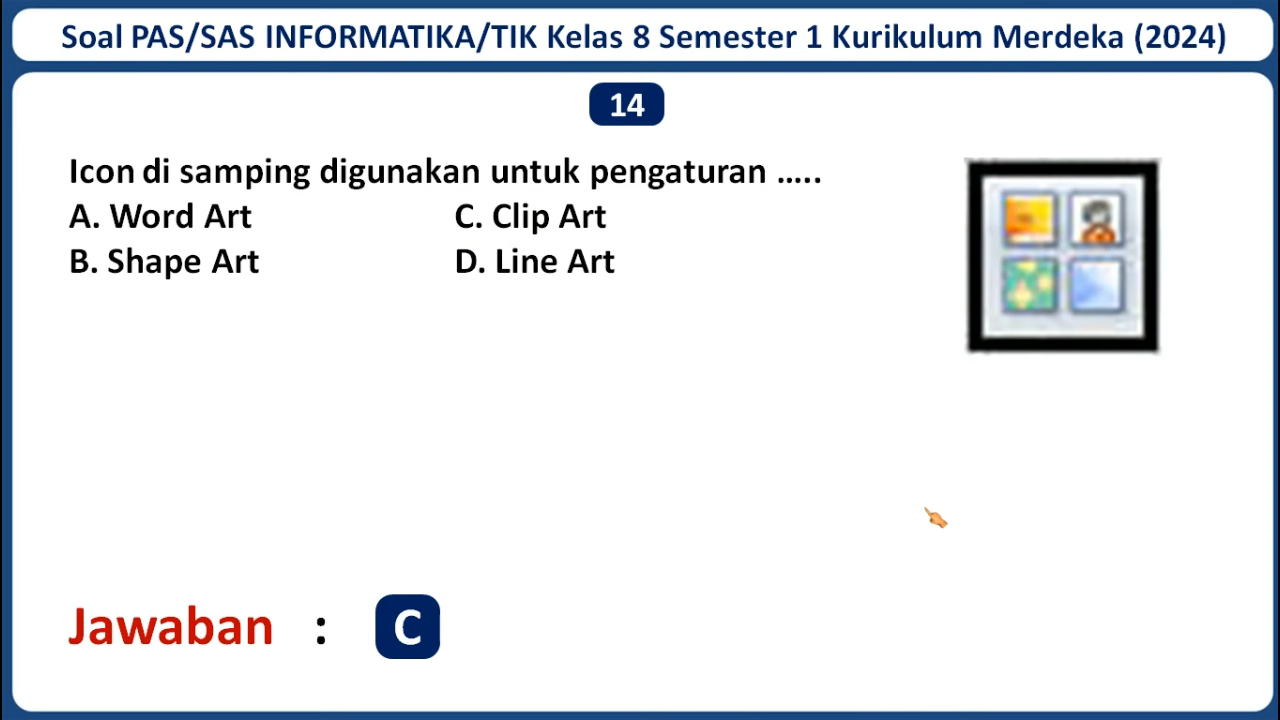 Soal PAS/SAS INFORMATIKA/TIK Kelas 8 Semester 1 Kurikulum Merdeka (2024)
14
Icon di samping digunakan untuk pengaturan .....
A. Word Art C. Clip Art
B. Shape Art D. Line Art
Jawaban : C